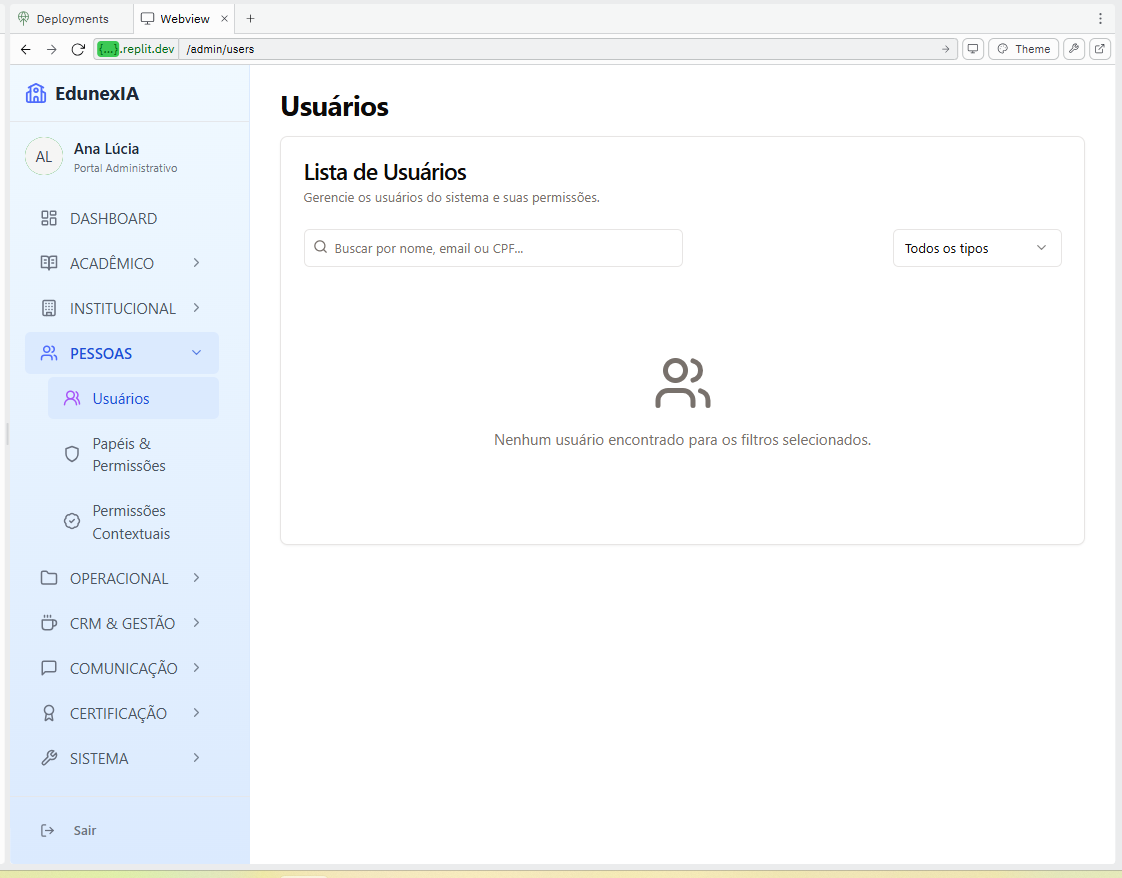 Deployments
Webview
{...}.replit.dev /admin/users
Theme
EdunexIA
AL
Ana Lúcia
Portal Administrativo
DASHBOARD
ACADÊMICO
INSTITUCIONAL
PESSOAS
Usuários
Papéis &
Permissões
Permissões
Contextuais
OPERACIONAL
CRM & GESTÃO
COMUNICAÇÃO
CERTIFICAÇÃO
SISTEMA
Sair
Usuários
Lista de Usuários
Gerencie os usuários do sistema e suas permissões.
Buscar por nome, email ou CPF...
Todos os tipos
Nenhum usuário encontrado para os filtros selecionados.